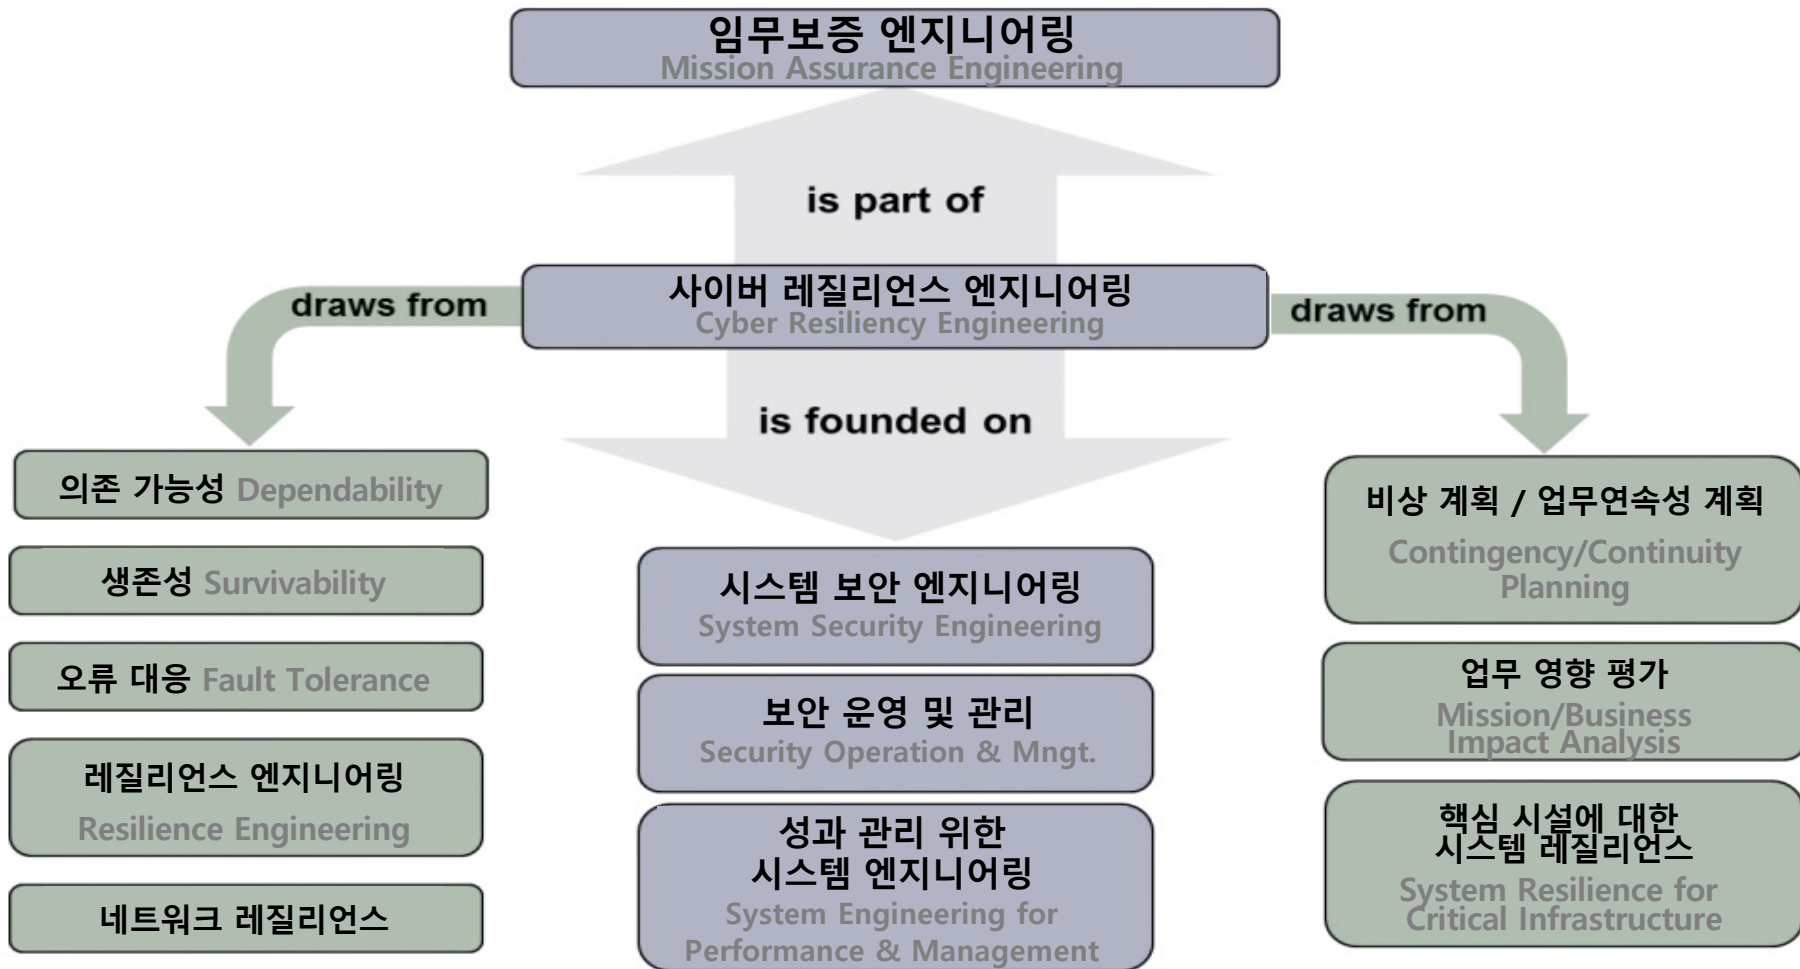 임무보증 엔지니어링
Mission Assurance Engineering
is part of
사이버 레질리언스 엔지니어링
Cyber Resiliency Engineering
draws from
draws from
is founded on
의존 가능성 Dependability
생존성 Survivability
오류 대응 Fault Tolerance
레질리언스 엔지니어링
Resilience Engineering
네트워크 레질리언스
시스템 보안 엔지니어링
System Security Engineering
보안 운영 및 관리
Security Operation & Mngt.
성과 관리 위한
시스템 엔지니어링
System Engineering for
Performance & Management
비상 계획 / 업무연속성 계획
Contingency/Continuity
Planning
업무 영향 평가
Mission/Business
Impact Analysis
핵심 시설에 대한
시스템 레질리언스
System Resilience for
Critical Infrastructure